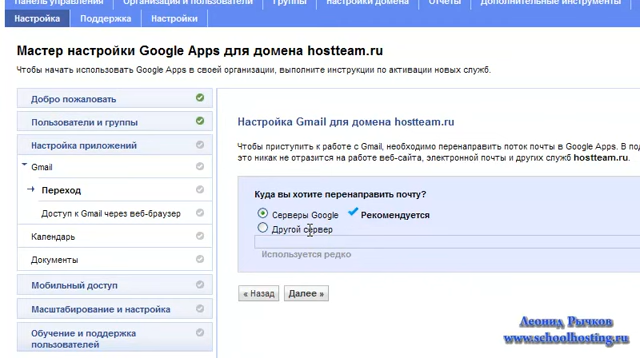 Панель управления Организация и пользователи Группы Настройки домена Отчеты Дополнительные инструменты
Настройка Поддержка Настройки
Мастер настройки Google Apps для домена hostteam.ru
Чтобы начать использовать Google Apps в своей организации, выполните инструкции по активации новых служб.
Добро пожаловать
Пользователи и группы
Настройка приложений
Gmail
Переход
Доступ к Gmail через веб-браузер
Календарь
Документы
Мобильный доступ
Масштабирование и настройка
Обучение и поддержка
пользователей
Настройка Gmail для домена hostteam.ru
Чтобы приступить к работе с Gmail, необходимо перенаправить поток почты в Google Apps. В под
это никак не отразится на работе веб-сайта, электронной почты и других служб hostteam.ru.
Куда вы хотите перенаправить почту?
Серверы Google Рекомендуется
Другой сервер
Используется редко
« Назад Далее »
Леонид Рычков
www.schoolhosting.ru